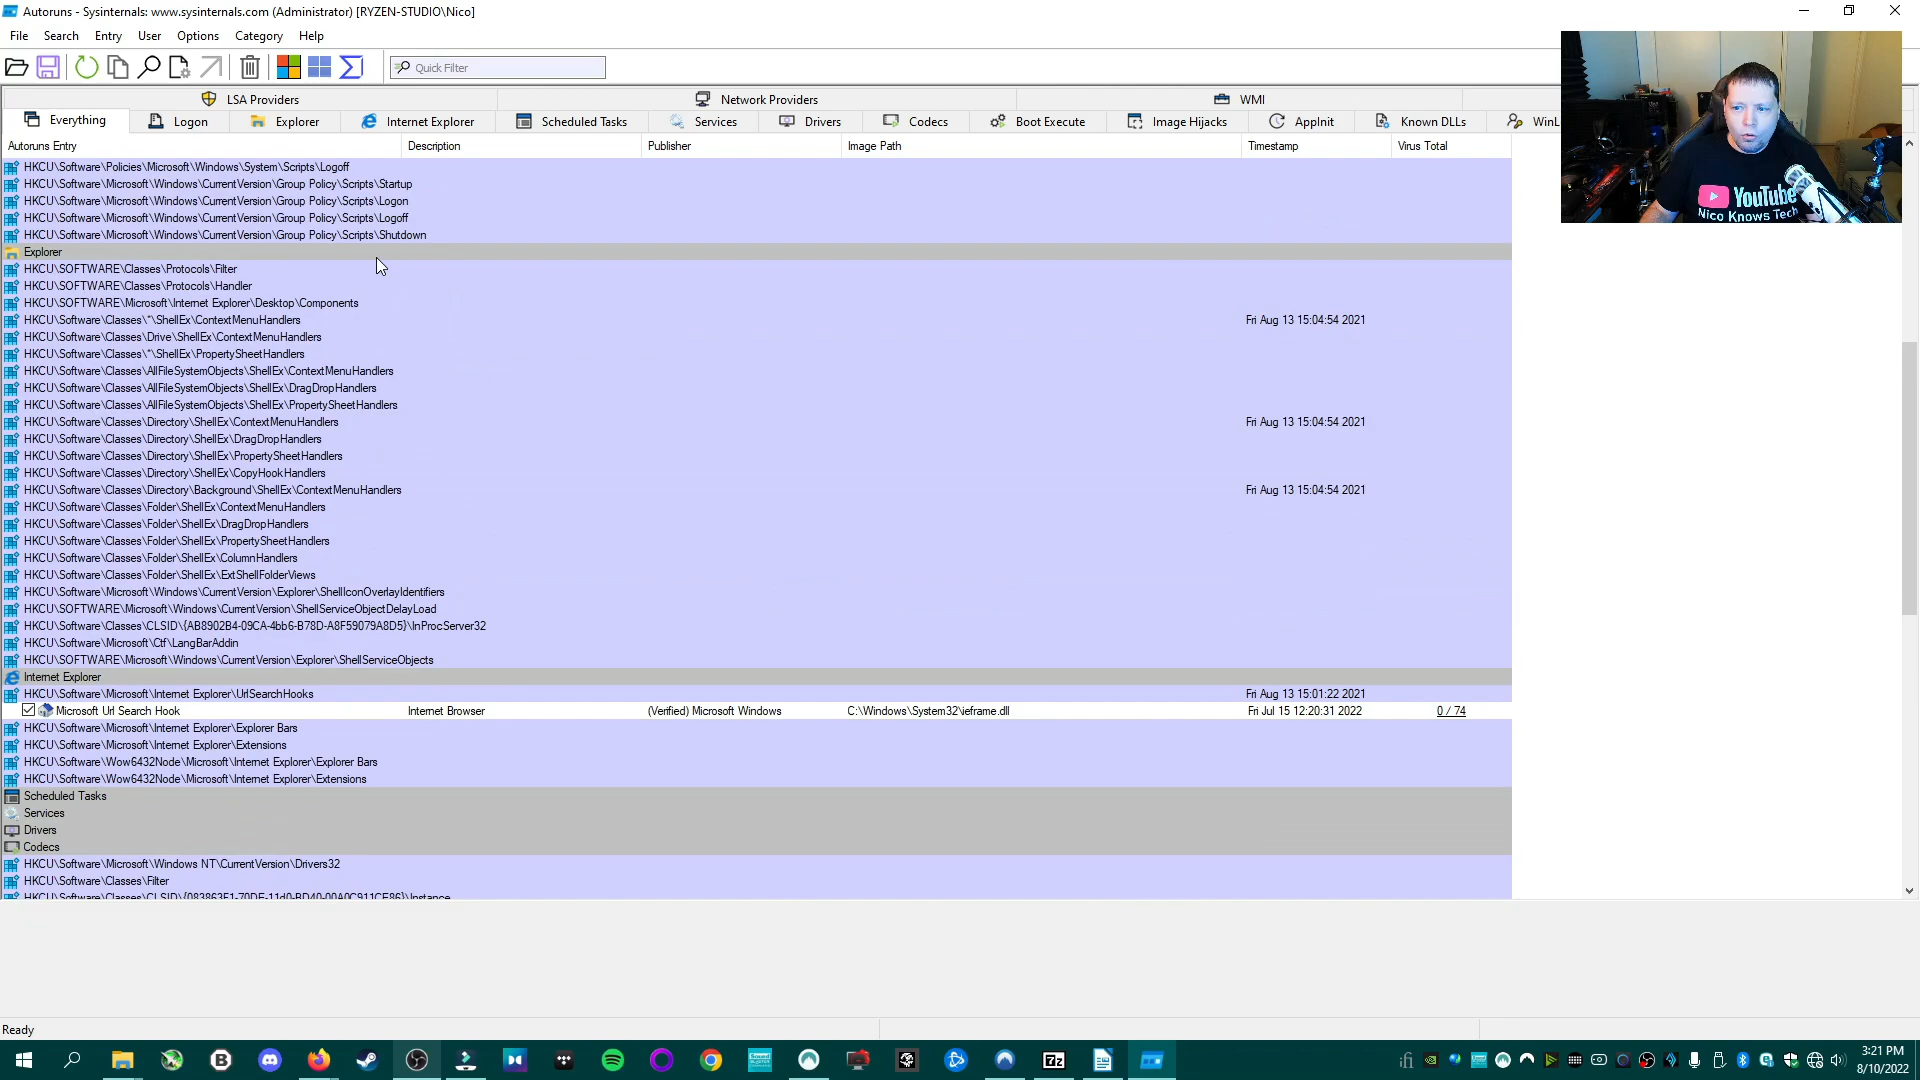 Autoruns - Sysinternals: www.sysinternals.com (Administrator) [RYZEN-STUDIO\Nico]
File Search Entry User Options Category Help
Quick Filter
LSA Providers Network Providers WMI
Everything Logon Explorer Internet Explorer Scheduled Tasks Services Drivers Codecs Boot Execute Image Hijacks AppInit Known DLLs WinL
Autoruns Entry Description Publisher Image Path Timestamp Virus Total
HKCU\Software\Policies\Microsoft\Windows\System\Scripts\Logoff
HKCU\Software\Microsoft\Windows\CurrentVersion\Group Policy\Scripts\Startup
HKCU\Software\Microsoft\Windows\CurrentVersion\Group Policy\Scripts\Logon
HKCU\Software\Microsoft\Windows\CurrentVersion\Group Policy\Scripts\Logoff
HKCU\Software\Microsoft\Windows\CurrentVersion\Group Policy\Scripts\Shutdown
Explorer
HKCU\SOFTWARE\Classes\Protocols\Filter
HKCU\SOFTWARE\Classes\Protocols\Handler
HKCU\SOFTWARE\Microsoft\Internet Explorer\Desktop\Components
HKCU\Software\Classes\*\ShellEx\ContextMenuHandlers Fri Aug 13 15:04:54 2021
HKCU\Software\Classes\Drive\ShellEx\ContextMenuHandlers
HKCU\Software\Classes\*\ShellEx\PropertySheetHandlers
HKCU\Software\Classes\AllFileSystemObjects\ShellEx\ContextMenuHandlers
HKCU\Software\Classes\AllFileSystemObjects\ShellEx\DragDropHandlers
HKCU\Software\Classes\AllFileSystemObjects\ShellEx\PropertySheetHandlers
HKCU\Software\Classes\Directory\ShellEx\ContextMenuHandlers Fri Aug 13 15:04:54 2021
HKCU\Software\Classes\Directory\ShellEx\DragDropHandlers
HKCU\Software\Classes\Directory\ShellEx\PropertySheetHandlers
HKCU\Software\Classes\Directory\ShellEx\CopyHookHandlers
HKCU\Software\Classes\Directory\Background\ShellEx\ContextMenuHandlers Fri Aug 13 15:04:54 2021
HKCU\Software\Classes\Folder\ShellEx\ContextMenuHandlers
HKCU\Software\Classes\Folder\ShellEx\DragDropHandlers
HKCU\Software\Classes\Folder\ShellEx\PropertySheetHandlers
HKCU\Software\Classes\Folder\ShellEx\ColumnHandlers
HKCU\Software\Classes\Folder\ShellEx\ExtShellFolderViews
HKCU\Software\Microsoft\Windows\CurrentVersion\Explorer\ShellIconOverlayIdentifiers
HKCU\SOFTWARE\Microsoft\Windows\CurrentVersion\ShellServiceObjectDelayLoad
HKCU\Software\Classes\CLSID\{AB8902B4-09CA-4bb6-B78D-A8F59079A8D5}\InProcServer32
HKCU\Software\Microsoft\Ctf\LangBarAddin
HKCU\SOFTWARE\Microsoft\Windows\CurrentVersion\Explorer\ShellServiceObjects
Internet Explorer
HKCU\Software\Microsoft\Internet Explorer\UrlSearchHooks Fri Aug 13 15:01:22 2021
Microsoft Url Search Hook Internet Browser (Verified) Microsoft Windows C:\Windows\System32\ieframe.dll Fri Jul 15 12:20:31 2022 0 / 74
HKCU\Software\Microsoft\Internet Explorer\Explorer Bars
HKCU\Software\Microsoft\Internet Explorer\Extensions
HKCU\Software\Wow6432Node\Microsoft\Internet Explorer\Explorer Bars
HKCU\Software\Wow6432Node\Microsoft\Internet Explorer\Extensions
Scheduled Tasks
Services
Drivers
Codecs
HKCU\Software\Microsoft\Windows NT\CurrentVersion\Drivers32
HKCU\Software\Classes\Filter
HKCU\Software\Classes\CLSID\{083863F1-70DE-11d0-BD40-00A0C911CE86}\Instance
Ready
YouTube
Nico Knows Tech
B
7z
ifi
3:21 PM
8/10/2022